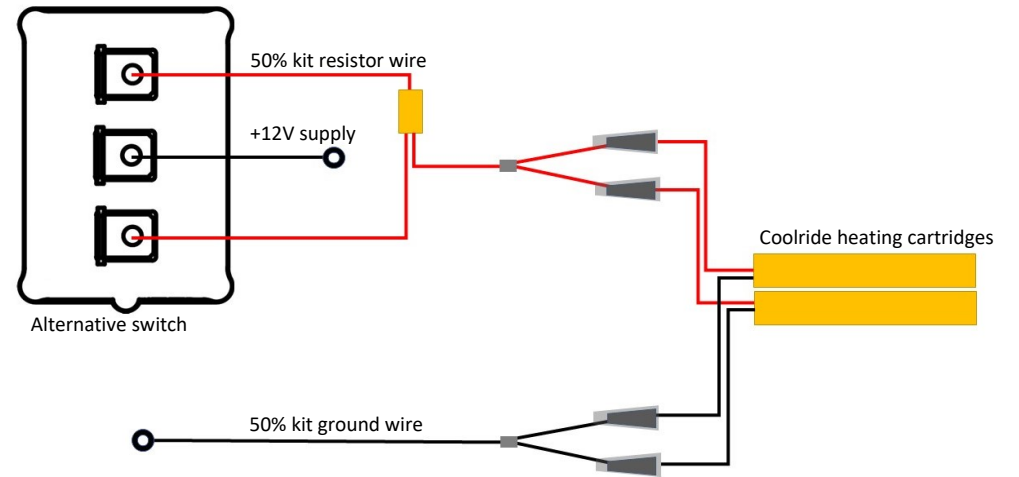 50% kit resistor wire
+12V supply
Coolride heating cartridges
Alternative switch
50% kit ground wire